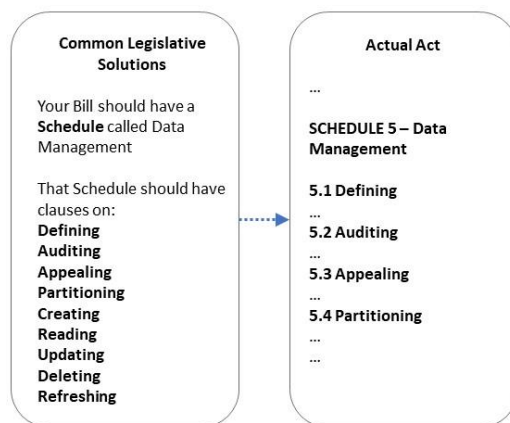 Common Legislative
Solutions
Your Bill should have a
Schedule called Data
Management
That Schedule should have
clauses on:
Defining
Auditing
Appealing
Partitioning
Creating
Reading
Updating
Deleting
Refreshing
Actual Act
...
SCHEDULE 5 – Data
Management
5.1 Defining
...
5.2 Auditing
...
5.3 Appealing
...
5.4 Partitioning
...
...